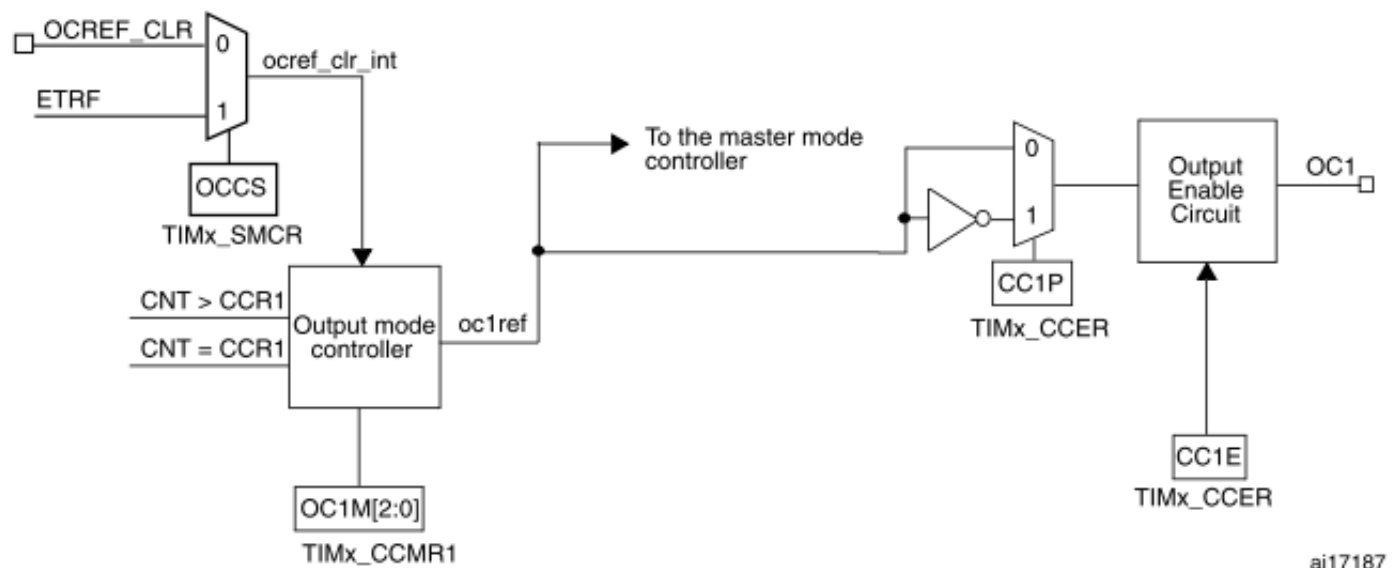 OCREF_CLR
0
ocref_clr_int
ETRF
1
OCCS
TIMx_SMCR
To the master mode
controller
0
1
CC1P
TIMx_CCER
Output
Enable
Circuit
OC1
CNT > CCR1
CNT = CCR1
Output mode
controller
oc1ref
OC1M[2:0]
TIMx_CCMR1
CC1E
TIMx_CCER
ai17187